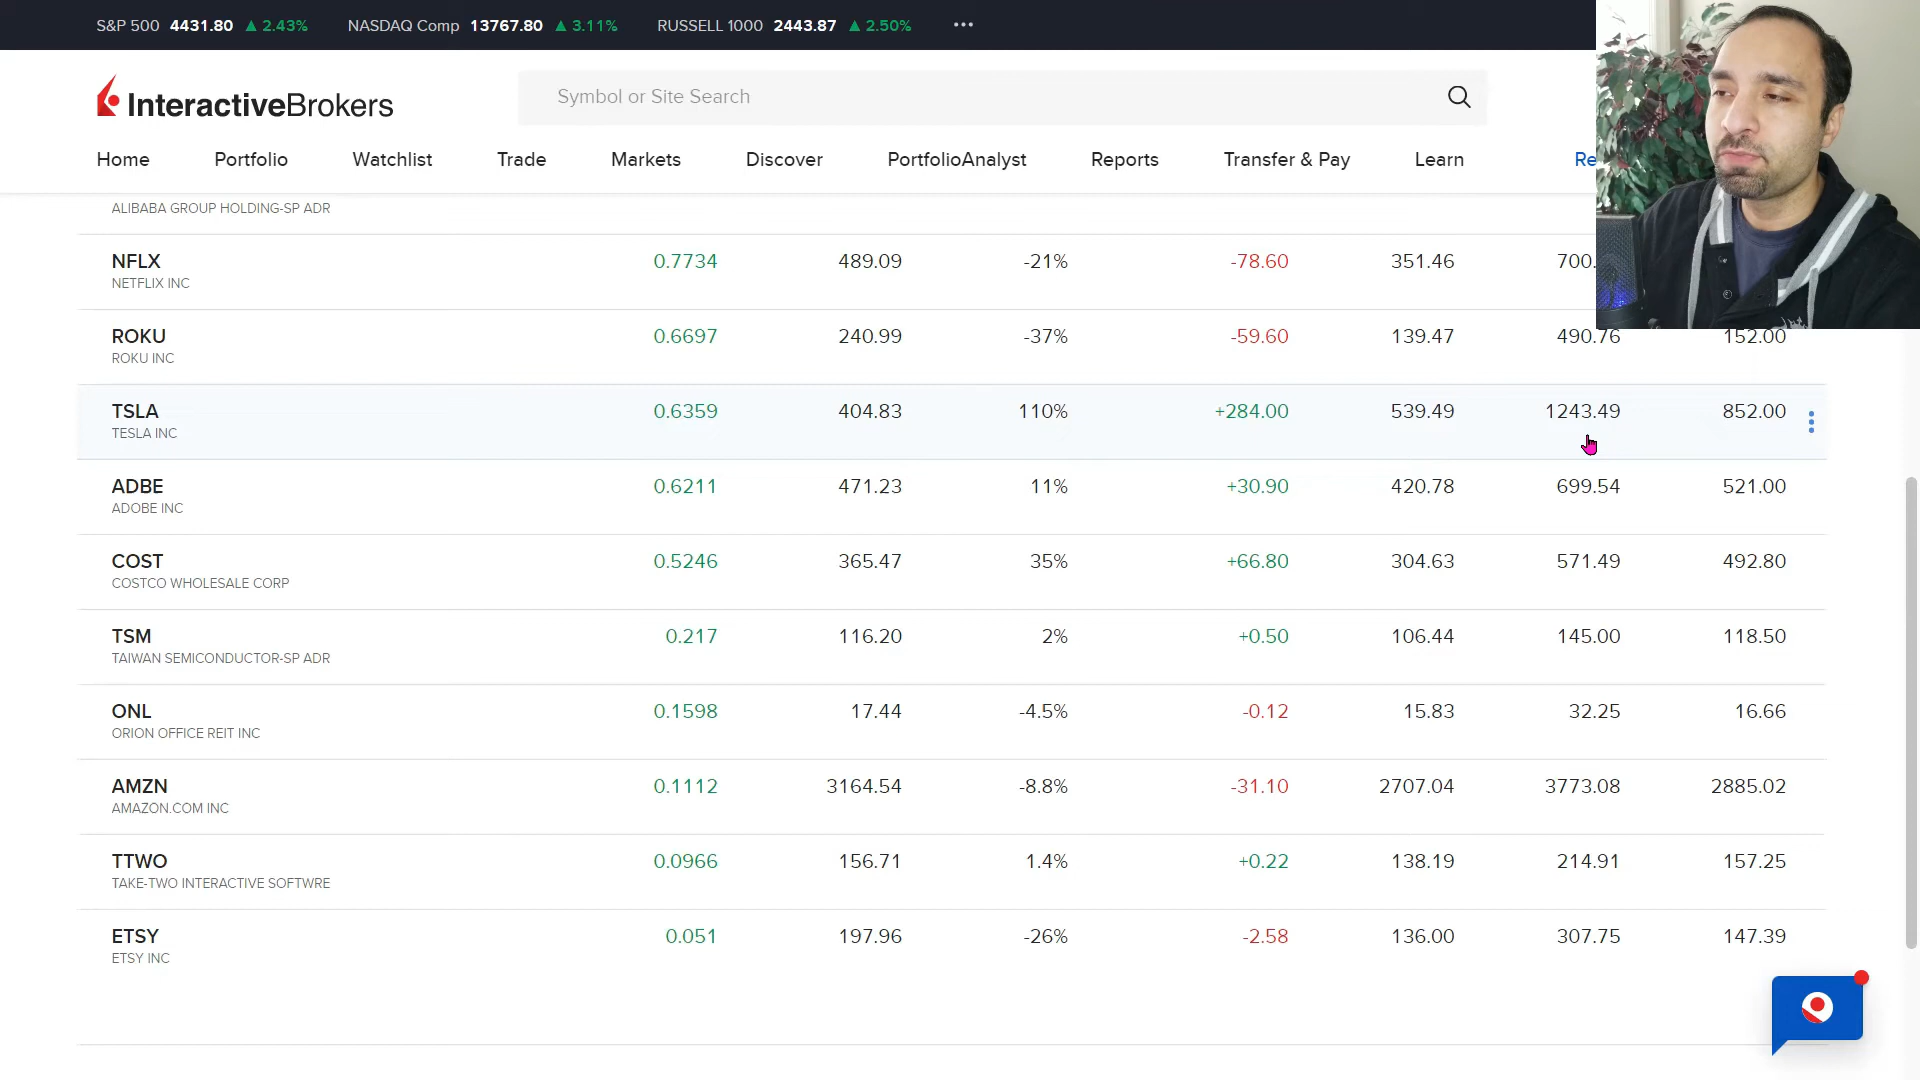 S&P 500 4431.80 ▲ 2.43% NASDAQ Comp 13767.80 ▲ 3.11% RUSSELL 1000 2443.87 ▲ 2.50% •••
InteractiveBrokers
Symbol or Site Search
Home Portfolio Watchlist Trade Markets Discover PortfolioAnalyst Reports Transfer & Pay Learn Re
ALIBABA GROUP HOLDING-SP ADR
NFLX 0.7734 489.09 -21% -78.60 351.46 700.
NETFLIX INC
ROKU 0.6697 240.99 -37% -59.60 139.47 490.76 152.00
ROKU INC
TSLA 0.6359 404.83 110% +284.00 539.49 1243.49 852.00
TESLA INC
ADBE 0.6211 471.23 11% +30.90 420.78 699.54 521.00
ADOBE INC
COST 0.5246 365.47 35% +66.80 304.63 571.49 492.80
COSTCO WHOLESALE CORP
TSM 0.217 116.20 2% +0.50 106.44 145.00 118.50
TAIWAN SEMICONDUCTOR-SP ADR
ONL 0.1598 17.44 -4.5% -0.12 15.83 32.25 16.66
ORION OFFICE REIT INC
AMZN 0.1112 3164.54 -8.8% -31.10 2707.04 3773.08 2885.02
AMAZON.COM INC
TTWO 0.0966 156.71 1.4% +0.22 138.19 214.91 157.25
TAKE-TWO INTERACTIVE SOFTWRE
ETSY 0.051 197.96 -26% -2.58 136.00 307.75 147.39
ETSY INC